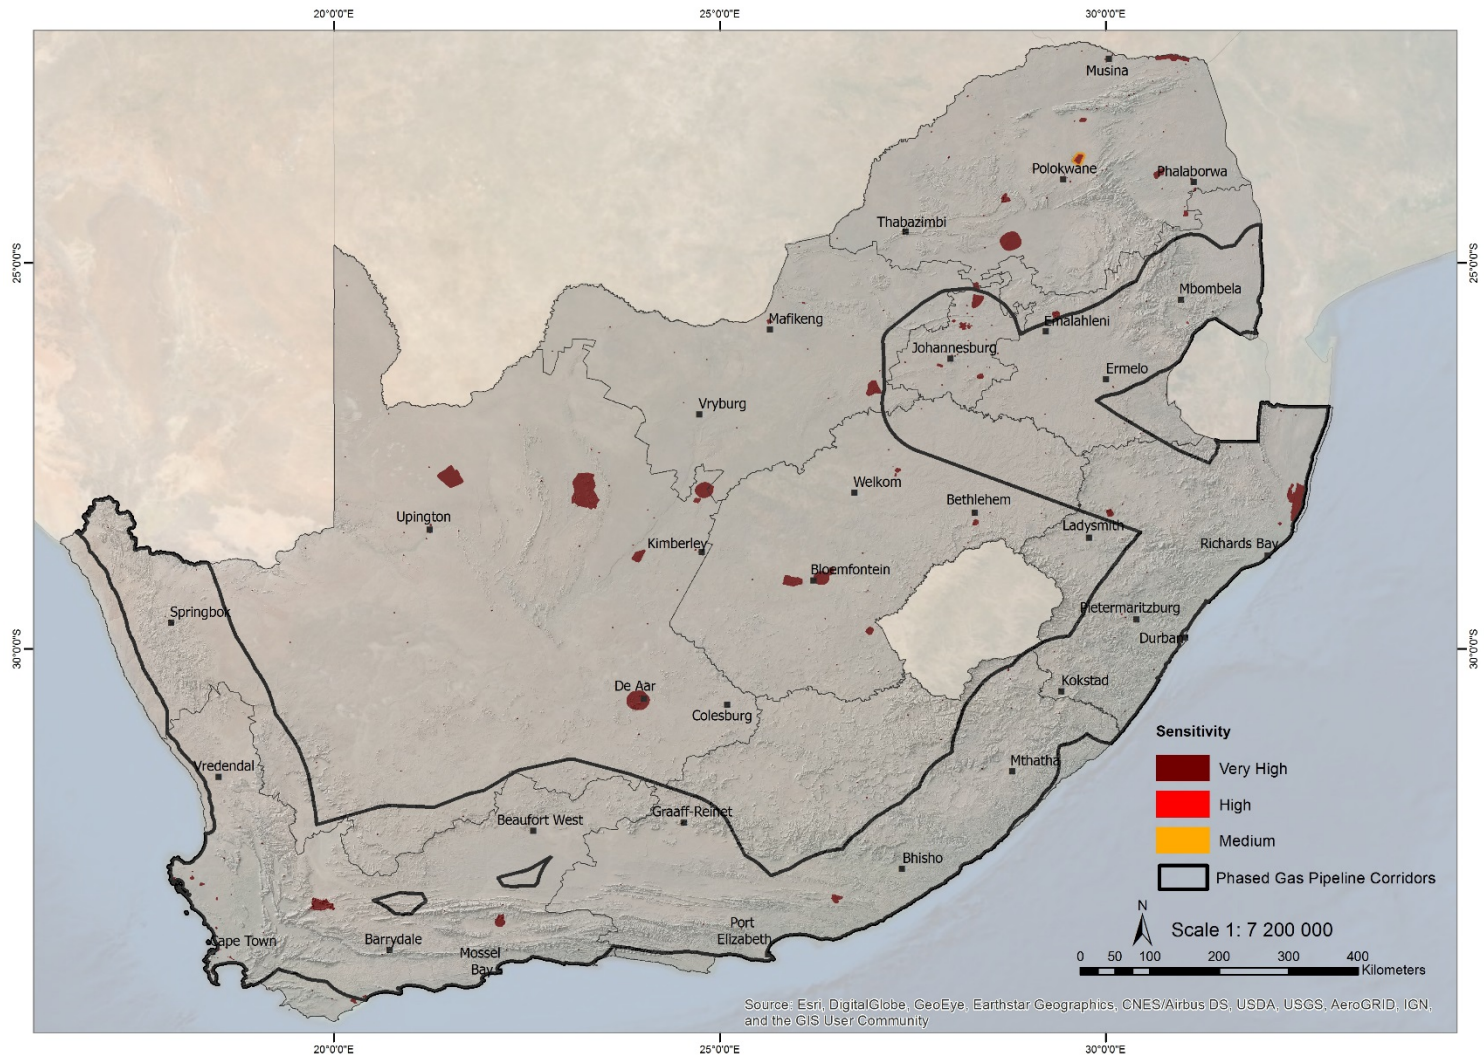 20°0'0"E
25°0'0"E
30°0'0"E
Musina
Polokwane
Phalaborwa
Thabazimbi
25°0'0"S
25°0'0"S
Mbombela
Mafikeng
Emalahleni
Johannesburg
Ermelo
Vryburg
Welkom
Bethlehem
Upington
Ladysmith
Kimberley
Richards Bay
Bloemfontein
Springbok
Pietermaritzburg
Durban
30°0'0"S
30°0'0"S
De Aar
Kokstad
Colesburg
Sensitivity
Very High
High
Medium
Phased Gas Pipeline Corridors
Vredendal
Mthatha
Beaufort West
Graaff-Reinet
Bhisho
N
Scale 1: 7 200 000
Cape Town
Barrydale
Mossel
Bay
Port
Elizabeth
0 50 100 200 300 400
Kilometers
Source: Esri, DigitalGlobe, GeoEye, Earthstar Geographics, CNES/Airbus DS, USDA, USGS, AeroGRID, IGN,
and the GIS User Community
20°0'0"E
25°0'0"E
30°0'0"E